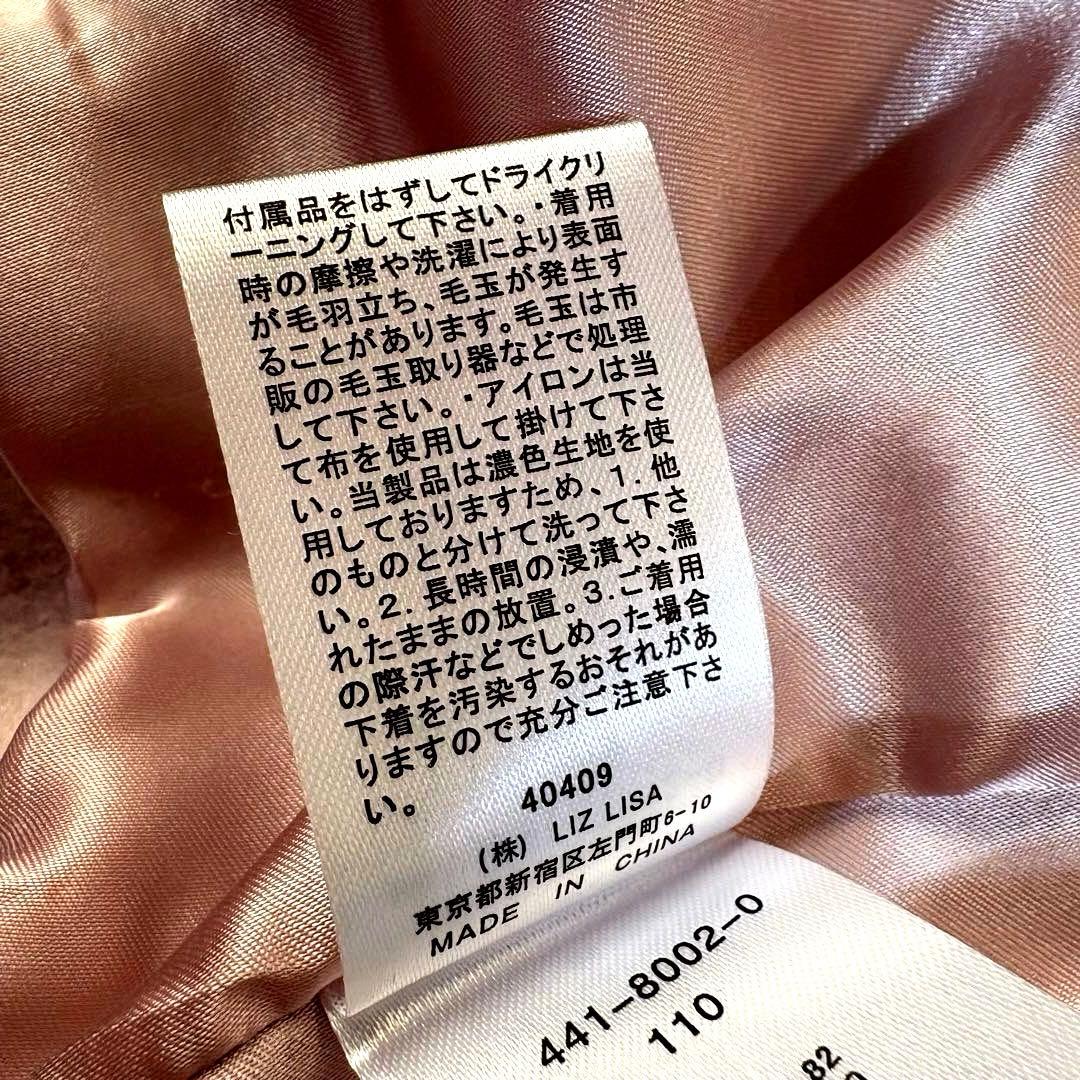 付属品をはずしてドライクリ
ーニングして下さい。・着用
時の摩擦や洗濯により表面
が毛羽立ち、毛玉が発生す
ることがあります。毛玉は市
販の毛玉取り器などで処理
して下さい。・アイロンは当
て布を使用して掛けて下さ
い。当製品は濃色生地を使
用しておりますため、1.他
のものと分けて洗って下さ
い。2.長時間の浸漬や、濡
れたままの放置。3.ご着用
の際汗などでしめった場合
下着を汚染するおそれがあ
りますので充分ご注意下さ
い。
40409
(株) LIZ LISA
東京都新宿区左門町6-10
MADE IN CHINA
441-8002-0
110
82